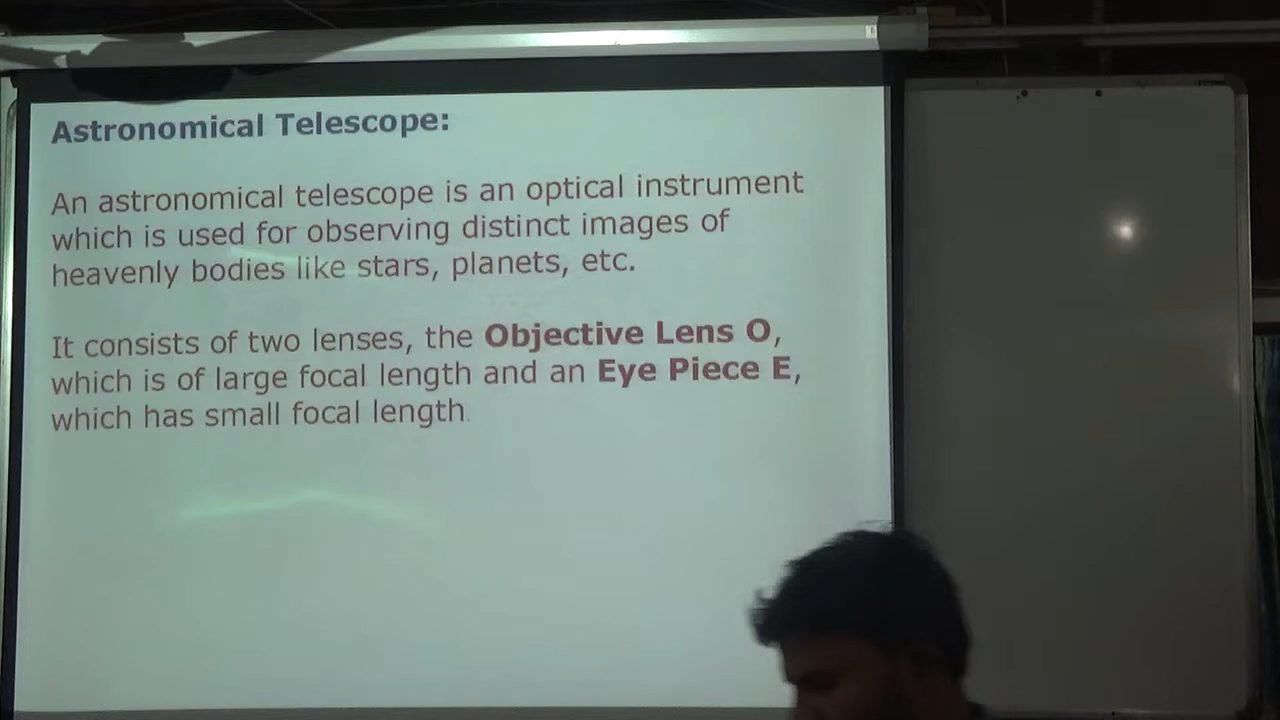 Astronomical Telescope:
An astronomical telescope is an optical instrument
which is used for observing distinct images of
heavenly bodies like stars, planets, etc.
It consists of two lenses, the Objective Lens O,
which is of large focal length and an Eye Piece E,
which has small focal length.